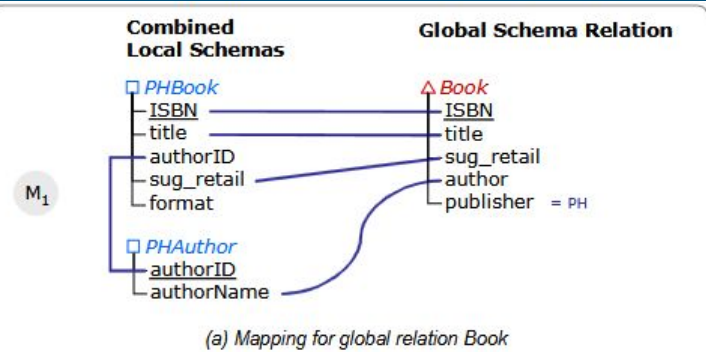 Combined
Local Schemas
Global Schema Relation
PHBook
ISBN
title
authorID
sug_retail
format
PHAuthor
authorID
authorName
Book
ISBN
title
sug_retail
author
publisher = PH
M1
(a) Mapping for global relation Book